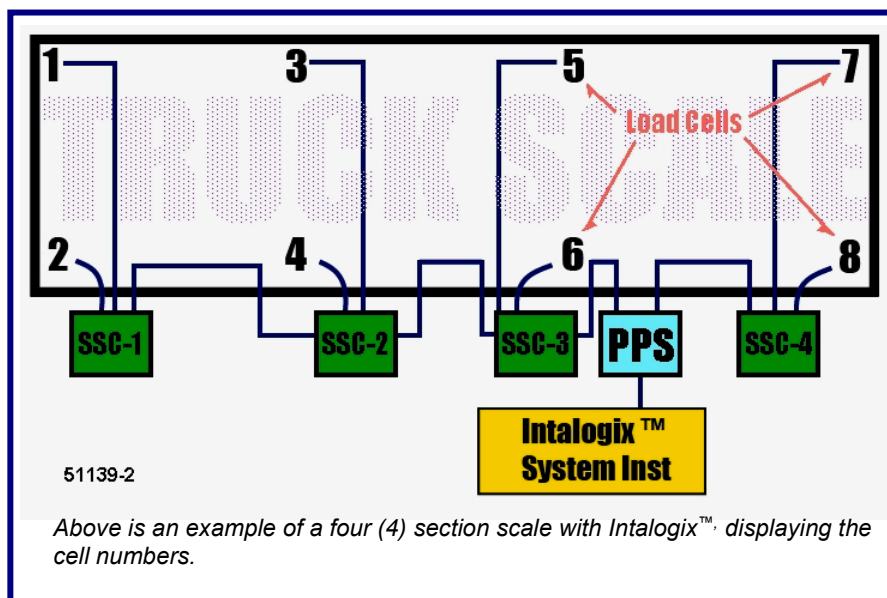 1 3 5 7
TRUCK SCALE
Load Cells
2 4 6 8
SSC-1 SSC-2 SSC-3 PPS SSC-4
Intalogix ™
System Inst
51139-2
Above is an example of a four (4) section scale with Intalogix™, displaying the
cell numbers.